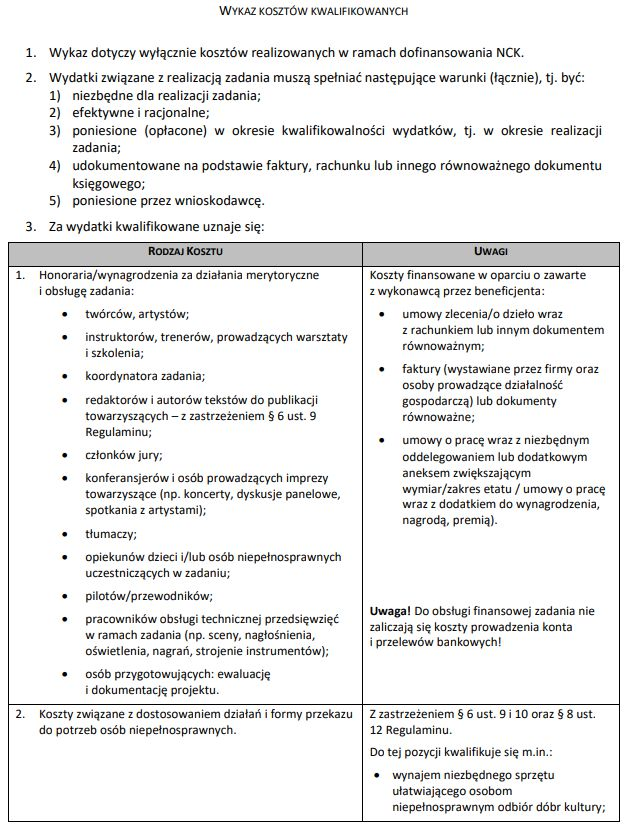 WYKAZ KOSZTÓW KWALIFIKOWANYCH
1. Wykaz dotyczy wyłącznie kosztów realizowanych w ramach dofinansowania NCK.
2. Wydatki związane z realizacją zadania muszą spełniać następujące warunki (łącznie), tj. być:
1) niezbędne dla realizacji zadania;
2) efektywne i racjonalne;
3) poniesione (opłacone) w okresie kwalifikowalności wydatków, tj. w okresie realizacji
zadania;
4) udokumentowane na podstawie faktury, rachunku lub innego równoważnego dokumentu
księgowego;
5) poniesione przez wnioskodawcę.
3. Za wydatki kwalifikowane uznaje się:
RODZAJ KOSZTU
1. Honoraria/wynagrodzenia za działania merytoryczne
i obsługę zadania:
• twórców, artystów;
• instruktorów, trenerów, prowadzących warsztaty
i szkolenia;
• koordynatora zadania;
• redaktorów i autorów tekstów do publikacji
towarzyszących – z zastrzeżeniem § 6 ust. 9
Regulaminu;
• członków jury;
• konferansjerów i osób prowadzących imprezy
towarzyszące (np. koncerty, dyskusje panelowe,
spotkania z artystami);
• tłumaczy;
• opiekunów dzieci i/lub osób niepełnosprawnych
uczestniczących w zadaniu;
• pilotów/przewodników;
• pracowników obsługi technicznej przedsięwzięć
w ramach zadania (np. sceny, nagłośnienia,
oświetlenia, nagrań, strojenie instrumentów);
• osób przygotowujących: ewaluację
i dokumentację projektu.
UWAGI
Koszty finansowane w oparciu o zawarte
z wykonawcą przez beneficjenta:
• umowy zlecenia/o dzieło wraz
z rachunkiem lub innym dokumentem
równoważnym;
• faktury (wystawiane przez firmy oraz
osoby prowadzące działalność
gospodarczą) lub dokumenty
równoważne;
• umowy o pracę wraz z niezbędnym
oddelegowaniem lub dodatkowym
aneksem zwiększającym
wymiar/zakres etatu / umowy o pracę
wraz z dodatkiem do wynagrodzenia,
nagrodą, premią).
Uwaga! Do obsługi finansowej zadania nie
zaliczają się koszty prowadzenia konta
i przelewów bankowych!
2. Koszty związane z dostosowaniem działań i formy przekazu
do potrzeb osób niepełnosprawnych.
Z zastrzeżeniem § 6 ust. 9 i 10 oraz § 8 ust.
12 Regulaminu.
Do tej pozycji kwalifikuje się m.in.:
• wynajem niezbędnego sprzętu
ułatwiającego osobom
niepełnosprawnym odbiór dóbr kultury;